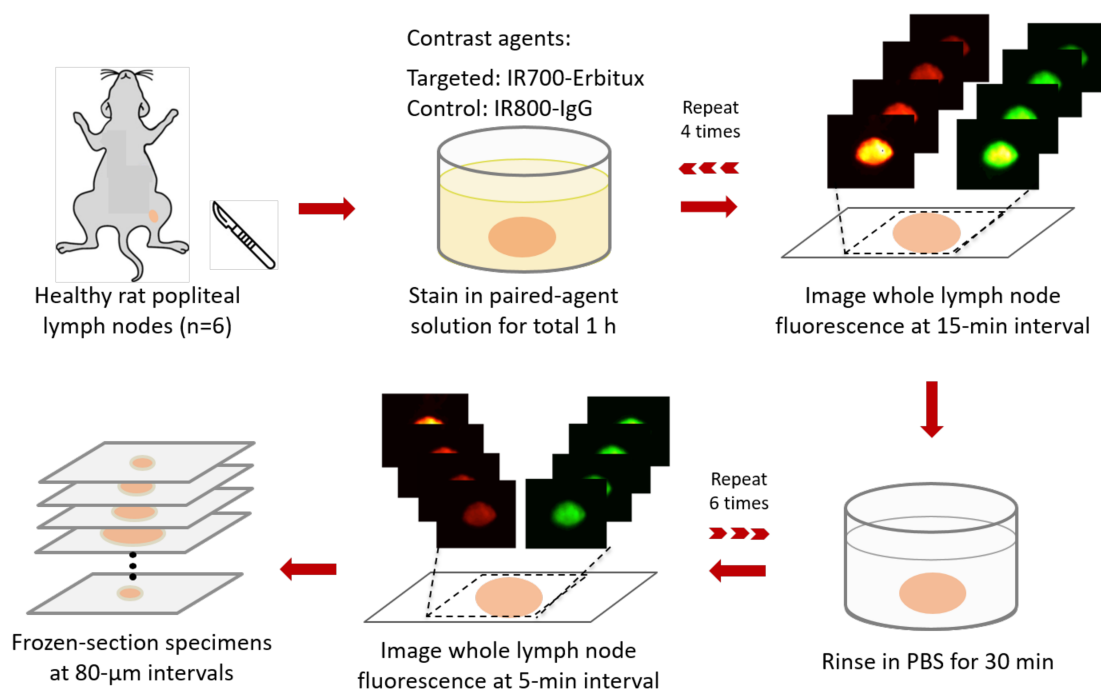 Contrast agents:
Targeted: IR700-Erbitux
Control: IR800-IgG
Repeat
4 times
Healthy rat popliteal
lymph nodes (n=6)
Stain in paired-agent
solution for total 1 h
Image whole lymph node
fluorescence at 15-min interval
Repeat
6 times
Frozen-section specimens
at 80-μm intervals
Image whole lymph node
fluorescence at 5-min interval
Rinse in PBS for 30 min